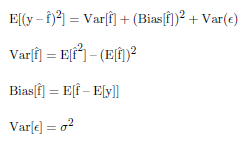 E[(y – f̂)²] = Var[f̂] + (Bias[f̂])² + Var(ϵ)
Var[f̂] = E[f̂²] – (E[f̂])²
Bias[f̂] = E[f̂ – E[y]]
Var[ϵ] = σ²